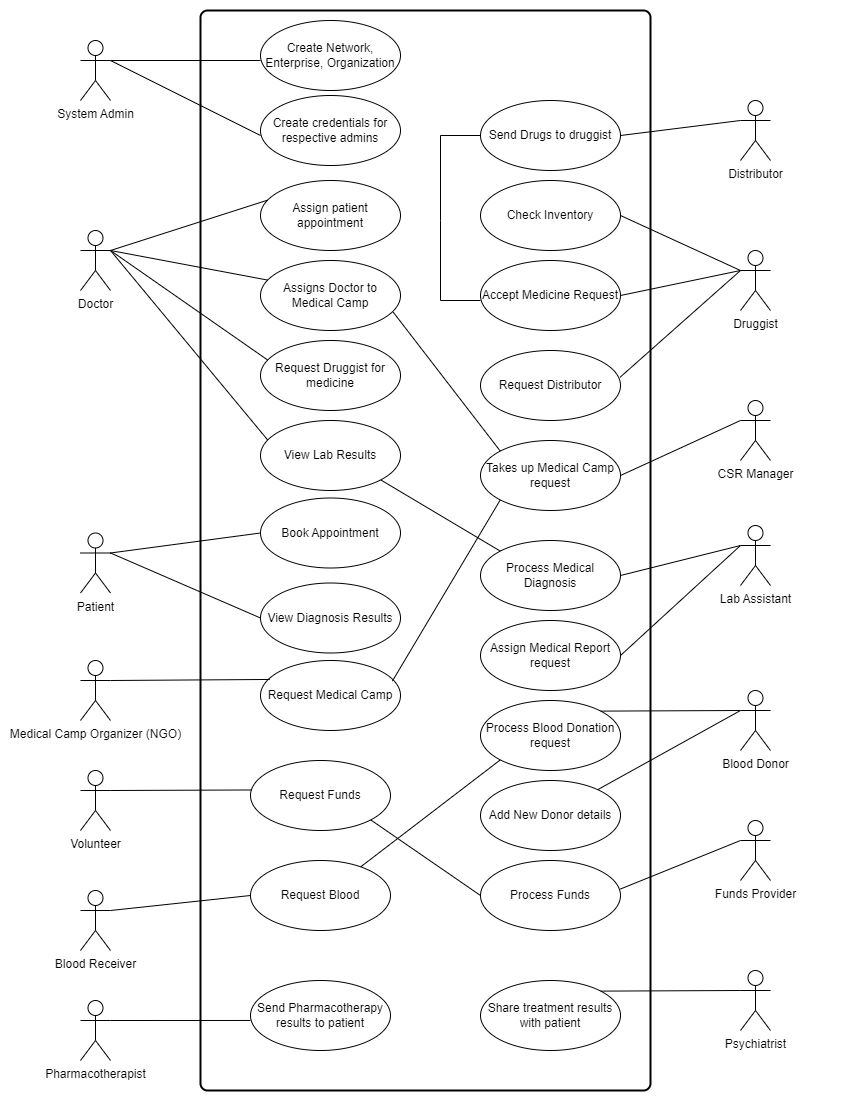 Create Network,
Enterprise, Organization
System Admin
Create credentials for
respective admins
Send Drugs to druggist
Distributor
Assign patient
appointment
Check Inventory
Doctor
Assigns Doctor to
Medical Camp
Accept Medicine Request
Druggist
Request Druggist for
medicine
Request Distributor
View Lab Results
Takes up Medical Camp
request
CSR Manager
Book Appointment
Process Medical
Diagnosis
Lab Assistant
Patient
View Diagnosis Results
Assign Medical Report
request
Request Medical Camp
Medical Camp Organizer (NGO)
Process Blood Donation
request
Blood Donor
Request Funds
Add New Donor details
Volunteer
Request Blood
Process Funds
Funds Provider
Blood Receiver
Send Pharmacotherapy
results to patient
Share treatment results
with patient
Psychiatrist
Pharmacotherapist